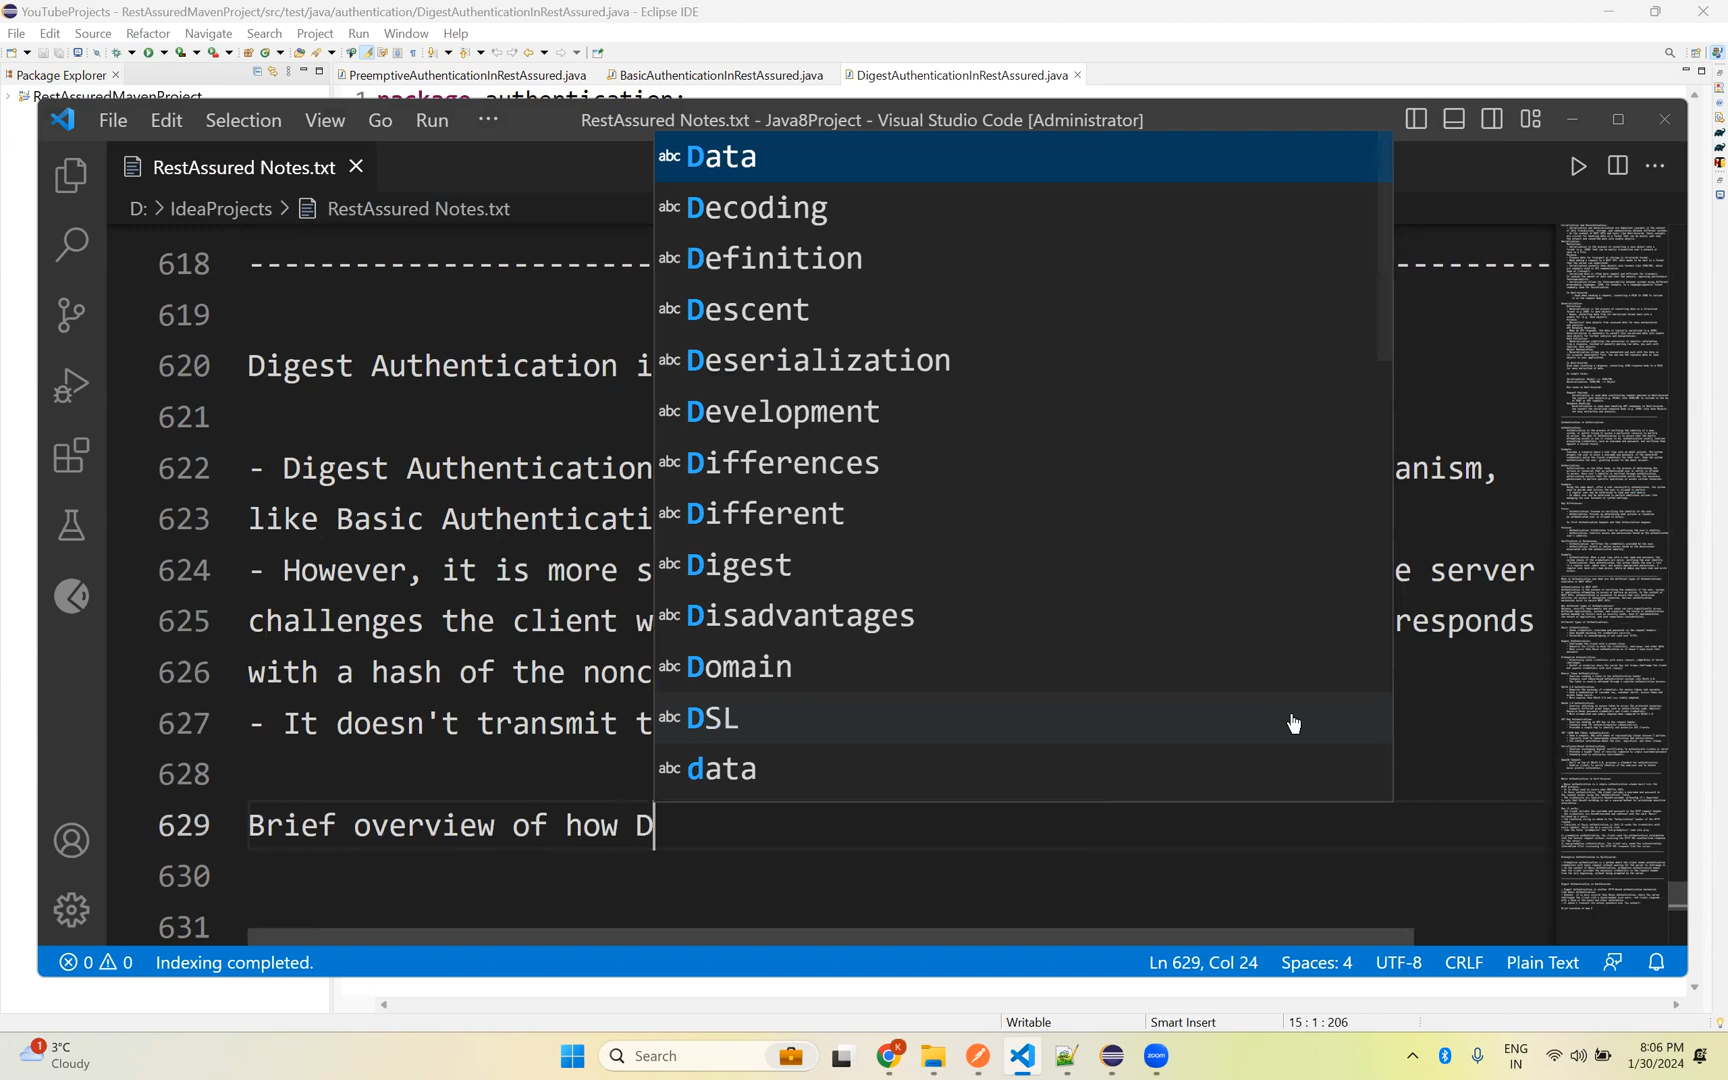 YouTubeProjects - RestAssuredMavenProject/src/test/java/authentication/DigestAuthenticationInRestAssured.java - Eclipse IDE
File Edit Source Refactor Navigate Search Project Run Window Help
Package Explorer
PreemptiveAuthenticationInRestAssured.java BasicAuthenticationInRestAssured.java DigestAuthenticationInRestAssured.java
RestAssuredMavenProject
1 package authentication;
File Edit Selection View Go Run ··· RestAssured Notes.txt - Java8Project - Visual Studio Code [Administrator]
RestAssured Notes.txt
D: > IdeaProjects > RestAssured Notes.txt
abc Data
abc Decoding
abc Definition
abc Descent
abc Deserialization
abc Development
abc Differences
abc Different
abc Digest
abc Disadvantages
abc Domain
abc DSL
abc data
618 ----------------------- ---------
619
620 Digest Authentication i
621
622 - Digest Authentication anism,
623 like Basic Authenticati
624 - However, it is more s e server
625 challenges the client w responds
626 with a hash of the nonc
627 - It doesn't transmit t
628
629 Brief overview of how D
630
631
0 0 Indexing completed. Ln 629, Col 24 Spaces: 4 UTF-8 CRLF Plain Text
Writable Smart Insert 15 : 1 : 206
1 3°C
Cloudy
Search
K
zoom
ENG
IN
8:06 PM
1/30/2024